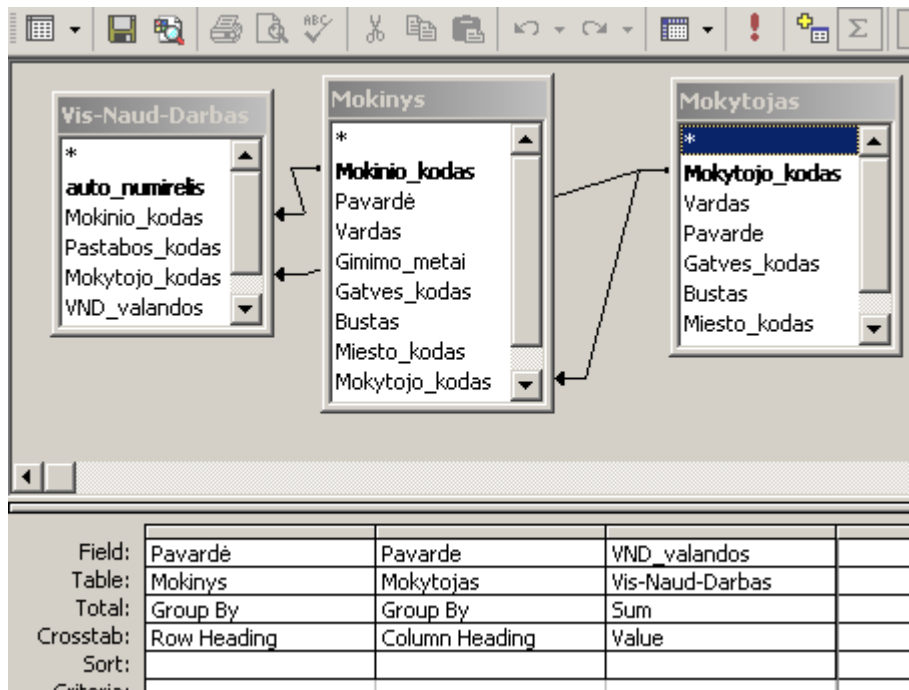 ABC
Vis-Naud-Darbas
*
auto_numirelis
Mokinio_kodas
Pastabos_kodas
Mokytojo_kodas
VND_valandos
Mokinys
*
Mokinio_kodas
Pavardė
Vardas
Gimimo_metai
Gatves_kodas
Bustas
Miesto_kodas
Mokytojo_kodas
Mokytojas
*
Mokytojo_kodas
Vardas
Pavarde
Gatves_kodas
Bustas
Miesto_kodas
Field: Pavardė Pavarde VND_valandos
Table: Mokinys Mokytojas Vis-Naud-Darbas
Total: Group By Group By Sum
Crosstab: Row Heading Column Heading Value
Sort:
Criteria: